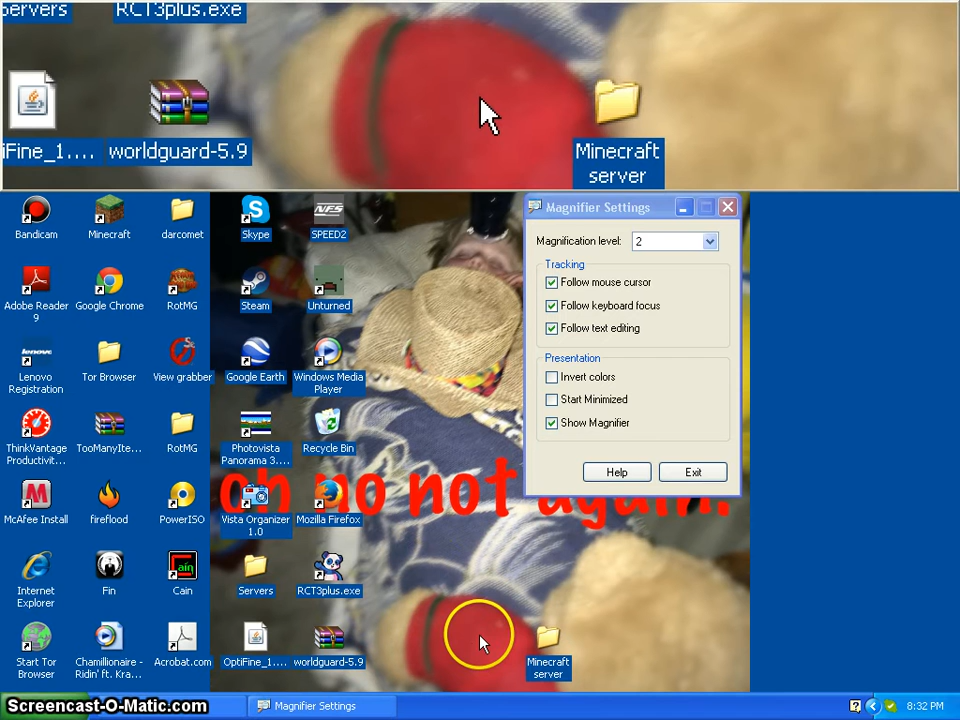 Servers
RCT3plus.exe
iFine_1....
worldguard-5.9
Minecraft
server
Bandicam
Minecraft
darcomet
Skype
NFS
SPEED2
Magnifier Settings
Magnification level:
2
Tracking
Follow mouse cursor
Follow keyboard focus
Follow text editing
Presentation
Invert colors
Start Minimized
Show Magnifier
Help
Exit
Adobe Reader
9
Google Chrome
RotMG
Steam
Unturned
lenovo
Lenovo
Registration
Tor Browser
View grabber
Google Earth
Windows Media
Player
ThinkVantage
Productivit...
TooManyIte...
RotMG
Photovista
Panorama 3....
Recycle Bin
oh no not again!
McAfee Install
fireflood
PowerISO
Vista Organizer
1.0
Mozilla Firefox
Internet
Explorer
Fin
ain
Cain
Servers
RCT3plus.exe
Start Tor
Browser
Chamillionaire -
Ridin' ft. Kra...
Acrobat.com
OptiFine_1....
worldguard-5.9
Minecraft
server
Screencast-O-Matic.com
Magnifier Settings
8:32 PM